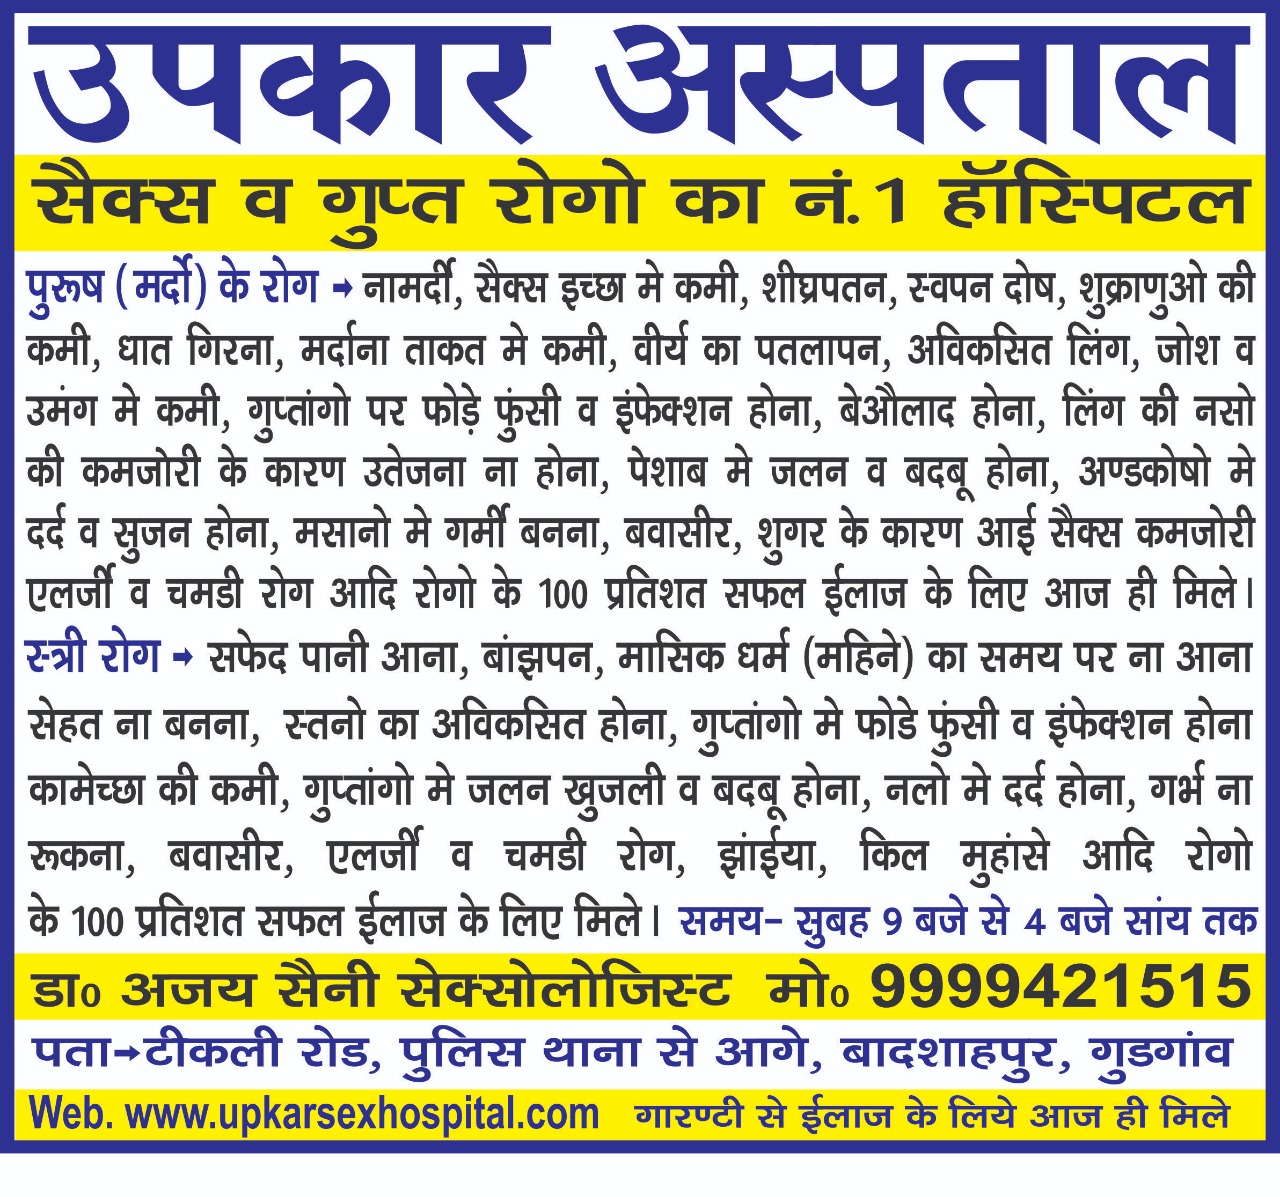 उपकार अस्पताल
सैक्स व गुप्त रोगो का नं.1 हॉस्पिटल
पुरूष (मर्दो) के रोग → नामर्दी, सैक्स इच्छा मे कमी, शीघ्रपतन, स्वपन दोष, शुक्राणुओ की
कमी, धात गिरना, मर्दाना ताकत मे कमी, वीर्य का पतलापन, अविकसित लिंग, जोश व
उमंग मे कमी, गुप्तांगो पर फोड़े फुंसी व इंफेक्शन होना, बेऔलाद होना, लिंग की नसो
की कमजोरी के कारण उतेजना ना होना, पेशाब मे जलन व बदबू होना, अण्डकोषो मे
दर्द व सुजन होना, मसानो मे गर्मी बनना, बवासीर, शुगर के कारण आई सैक्स कमजोरी
एलर्जी व चमडी रोग आदि रोगो के 100 प्रतिशत सफल ईलाज के लिए आज ही मिले।
स्त्री रोग → सफेद पानी आना, बांझपन, मासिक धर्म (महिने) का समय पर ना आना
सेहत ना बनना, स्तनो का अविकसित होना, गुप्तांगो मे फोडे फुंसी व इंफेक्शन होना
कामेच्छा की कमी, गुप्तांगो मे जलन खुजली व बदबू होना, नलो मे दर्द होना, गर्भ ना
रूकना, बवासीर, एलर्जी व चमडी रोग, झांईया, किल मुहांसे आदि रोगो
के 100 प्रतिशत सफल ईलाज के लिए मिले। समय– सुबह 9 बजे से 4 बजे सांय तक
डा० अजय सैनी सेक्सोलोजिस्ट मो० 9999421515
पता→टीकली रोड, पुलिस थाना से आगे, बादशाहपुर, गुडगांव
Web. www.upkarsexhospital.com गारण्टी से ईलाज के लिये आज ही मिले